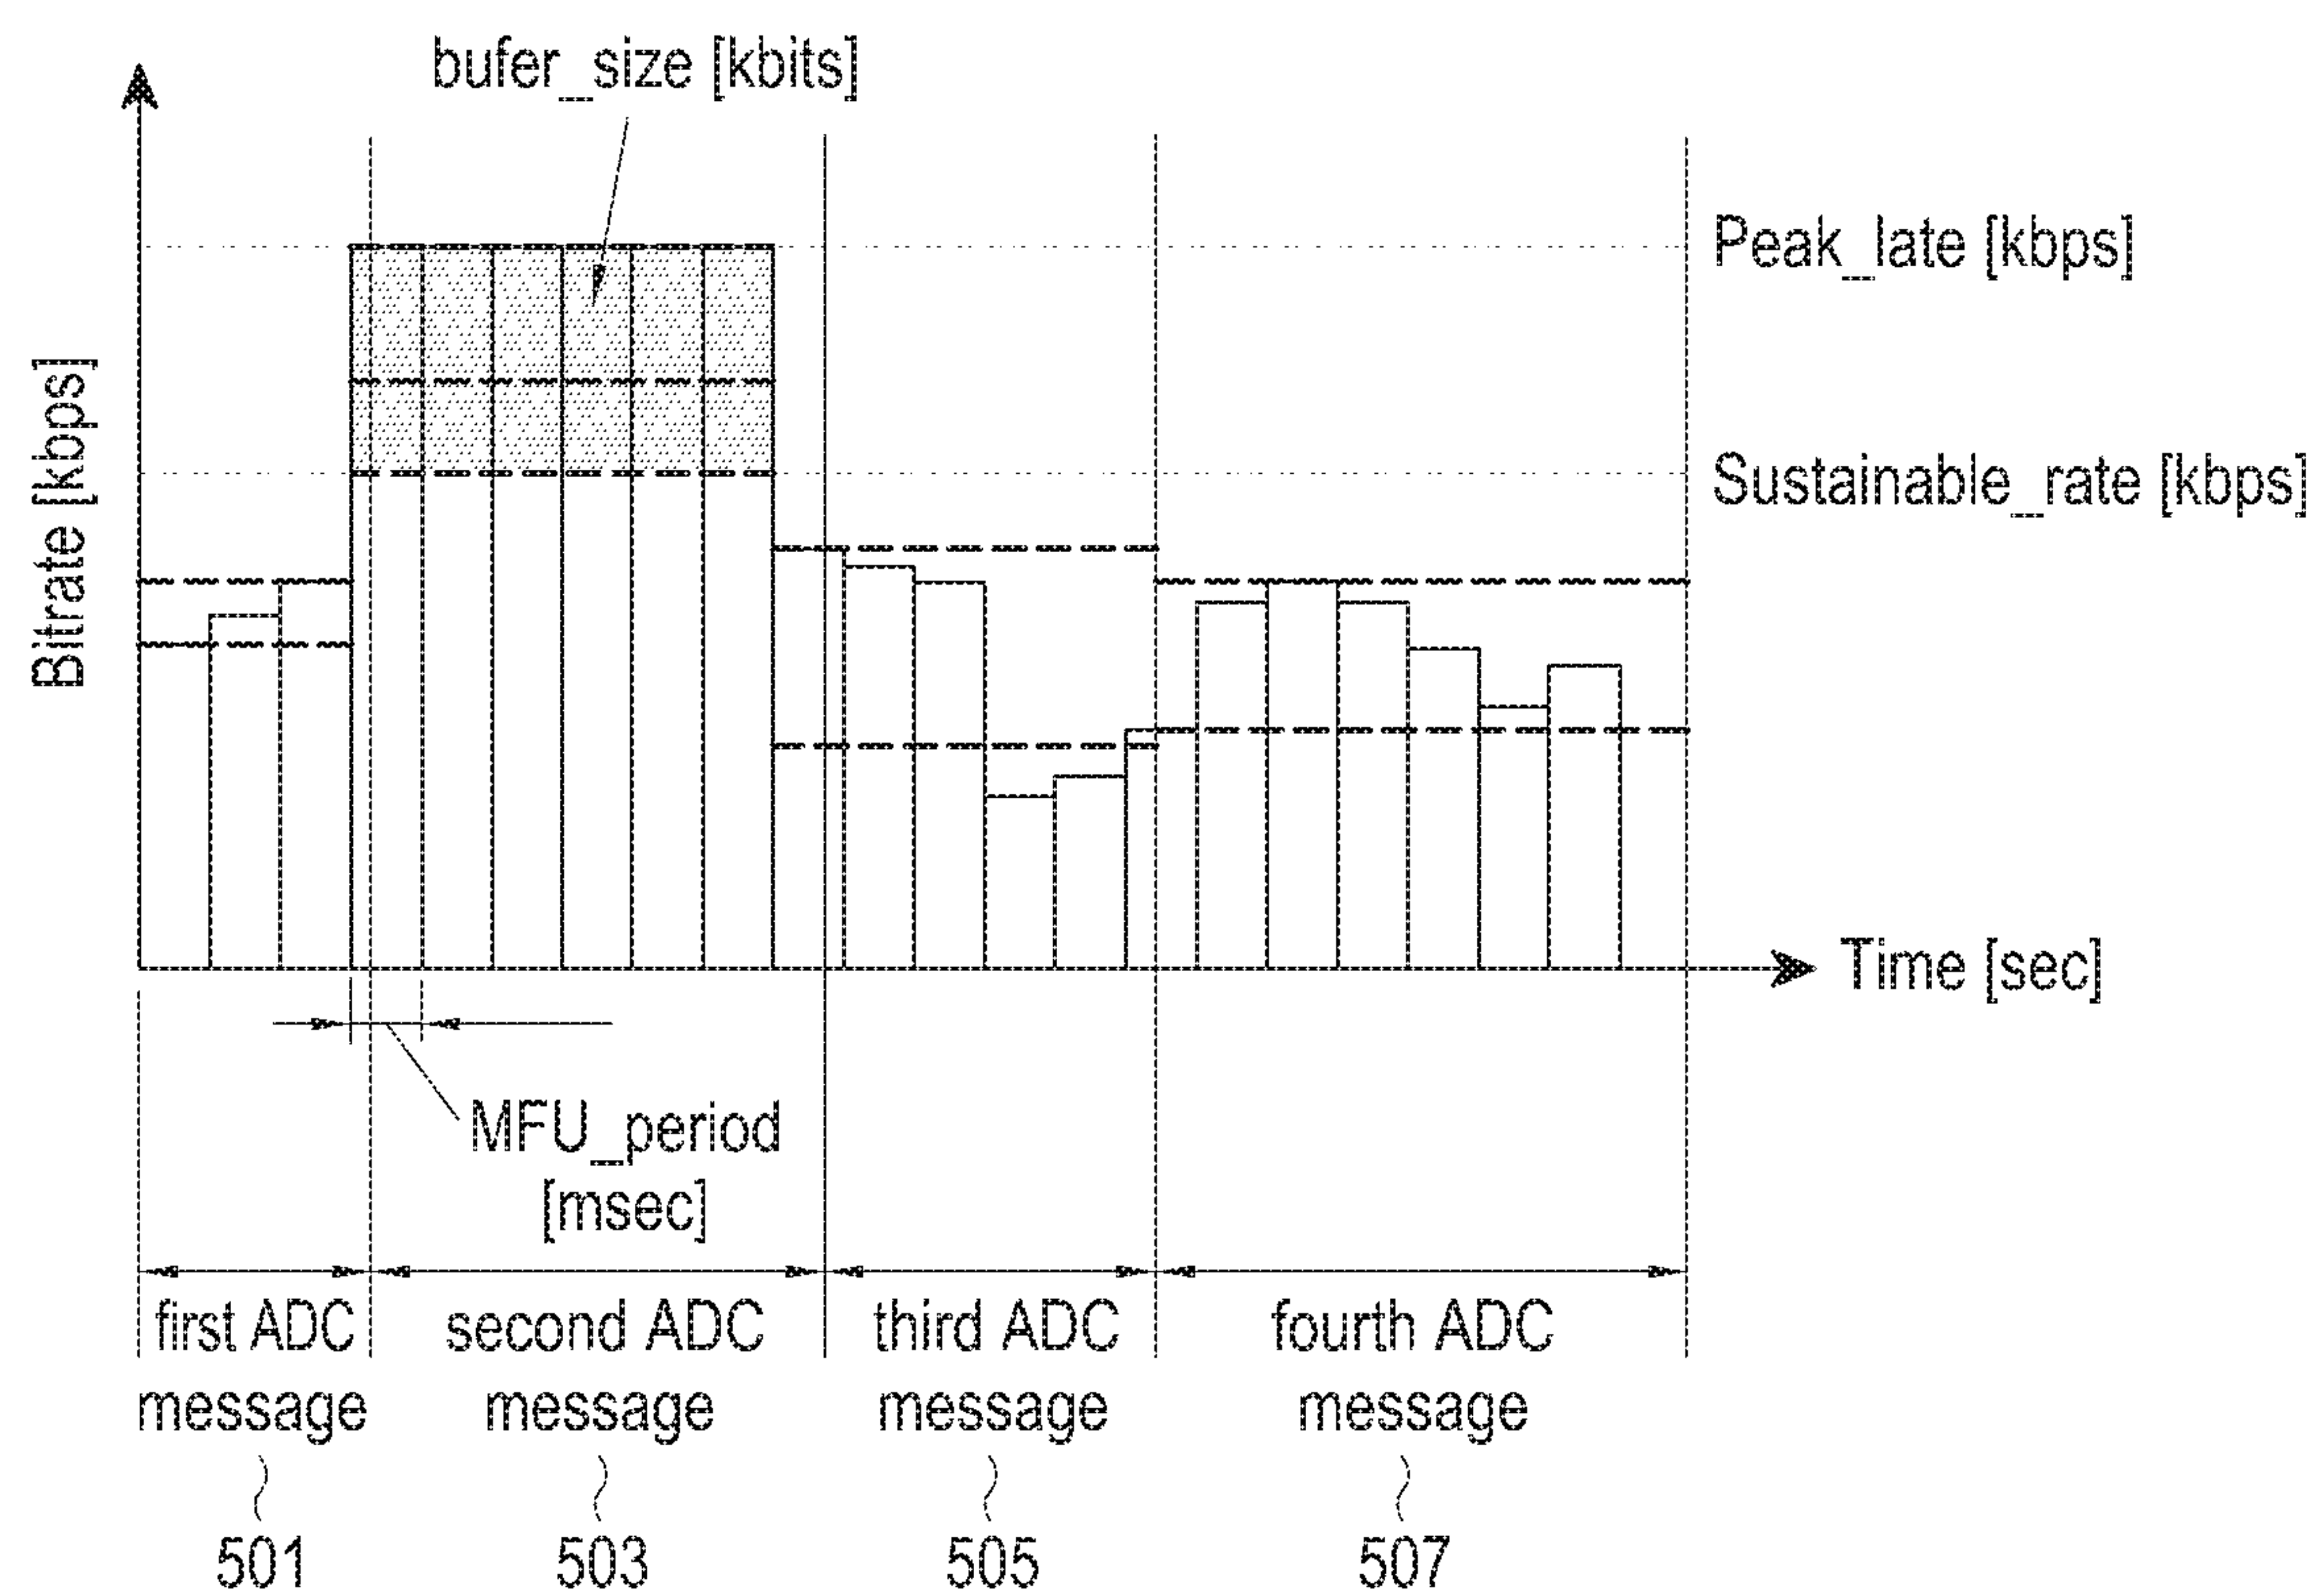 bufer_size [kbits]
Peak_late [kbps]
Sustainable_rate [kbps]
Bitrate [kbps]
Time [sec]
MFU_period
[msec]
first ADC
message
501
second ADC
message
503
third ADC
message
505
fourth ADC
message
507